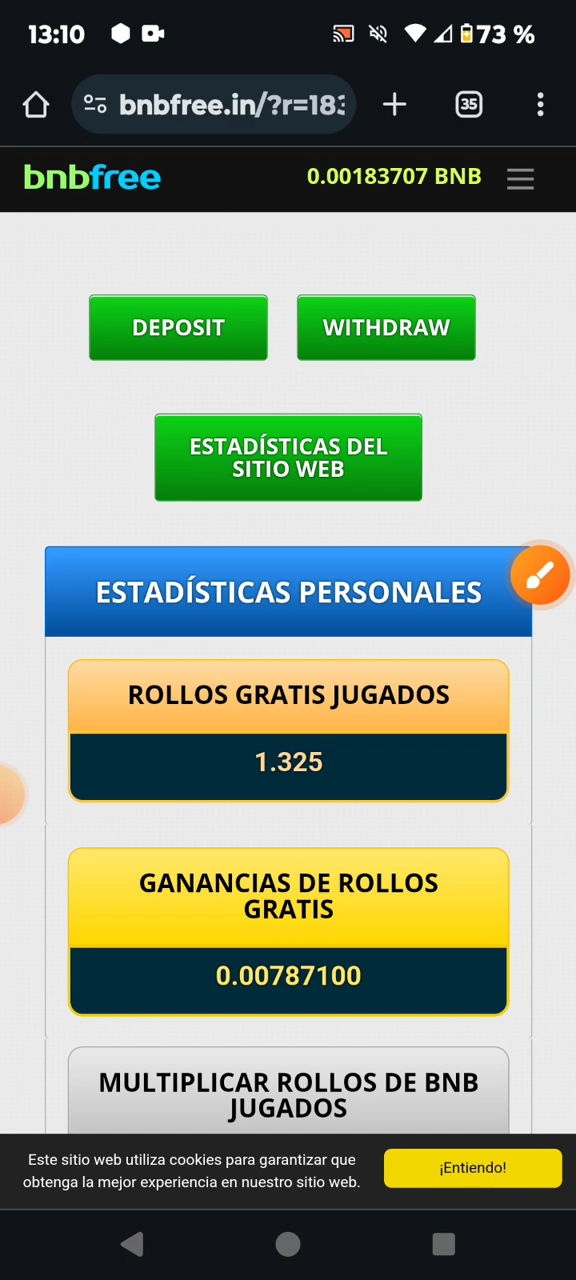 13:10
73 %
bnbfree.in/?r=183
35
bnbfree
0.00183707 BNB
DEPOSIT
WITHDRAW
ESTADÍSTICAS DEL
SITIO WEB
ESTADÍSTICAS PERSONALES
ROLLOS GRATIS JUGADOS
1.325
GANANCIAS DE ROLLOS
GRATIS
0.00787100
MULTIPLICAR ROLLOS DE BNB
JUGADOS
Este sitio web utiliza cookies para garantizar que
obtenga la mejor experiencia en nuestro sitio web.
¡Entiendo!